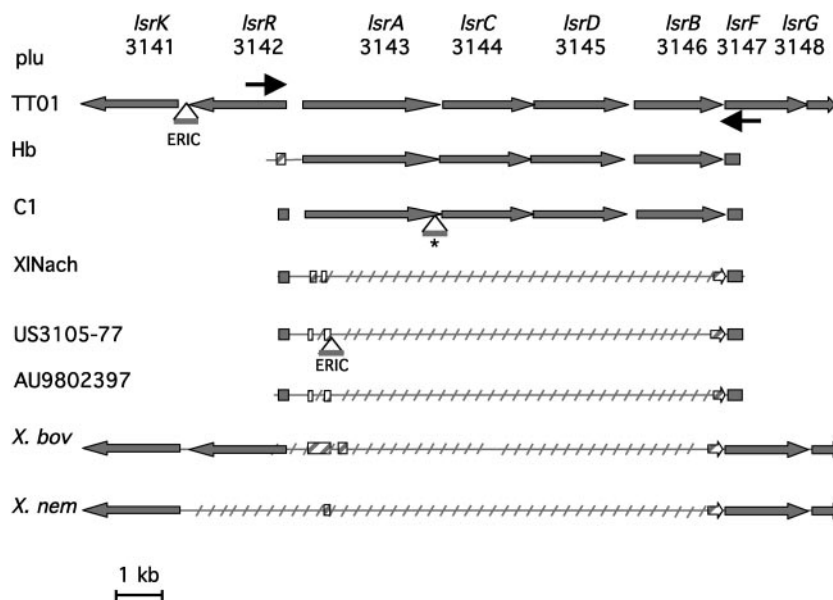 lsrK lsrR lsrA lsrC lsrD lsrB lsrF lsrG
plu 3141 3142 3143 3144 3145 3146 3147 3148
TT01
ERIC
Hb
C1
*
XlNach
US3105-77
ERIC
AU9802397
X. bov
X. nem
1 kb